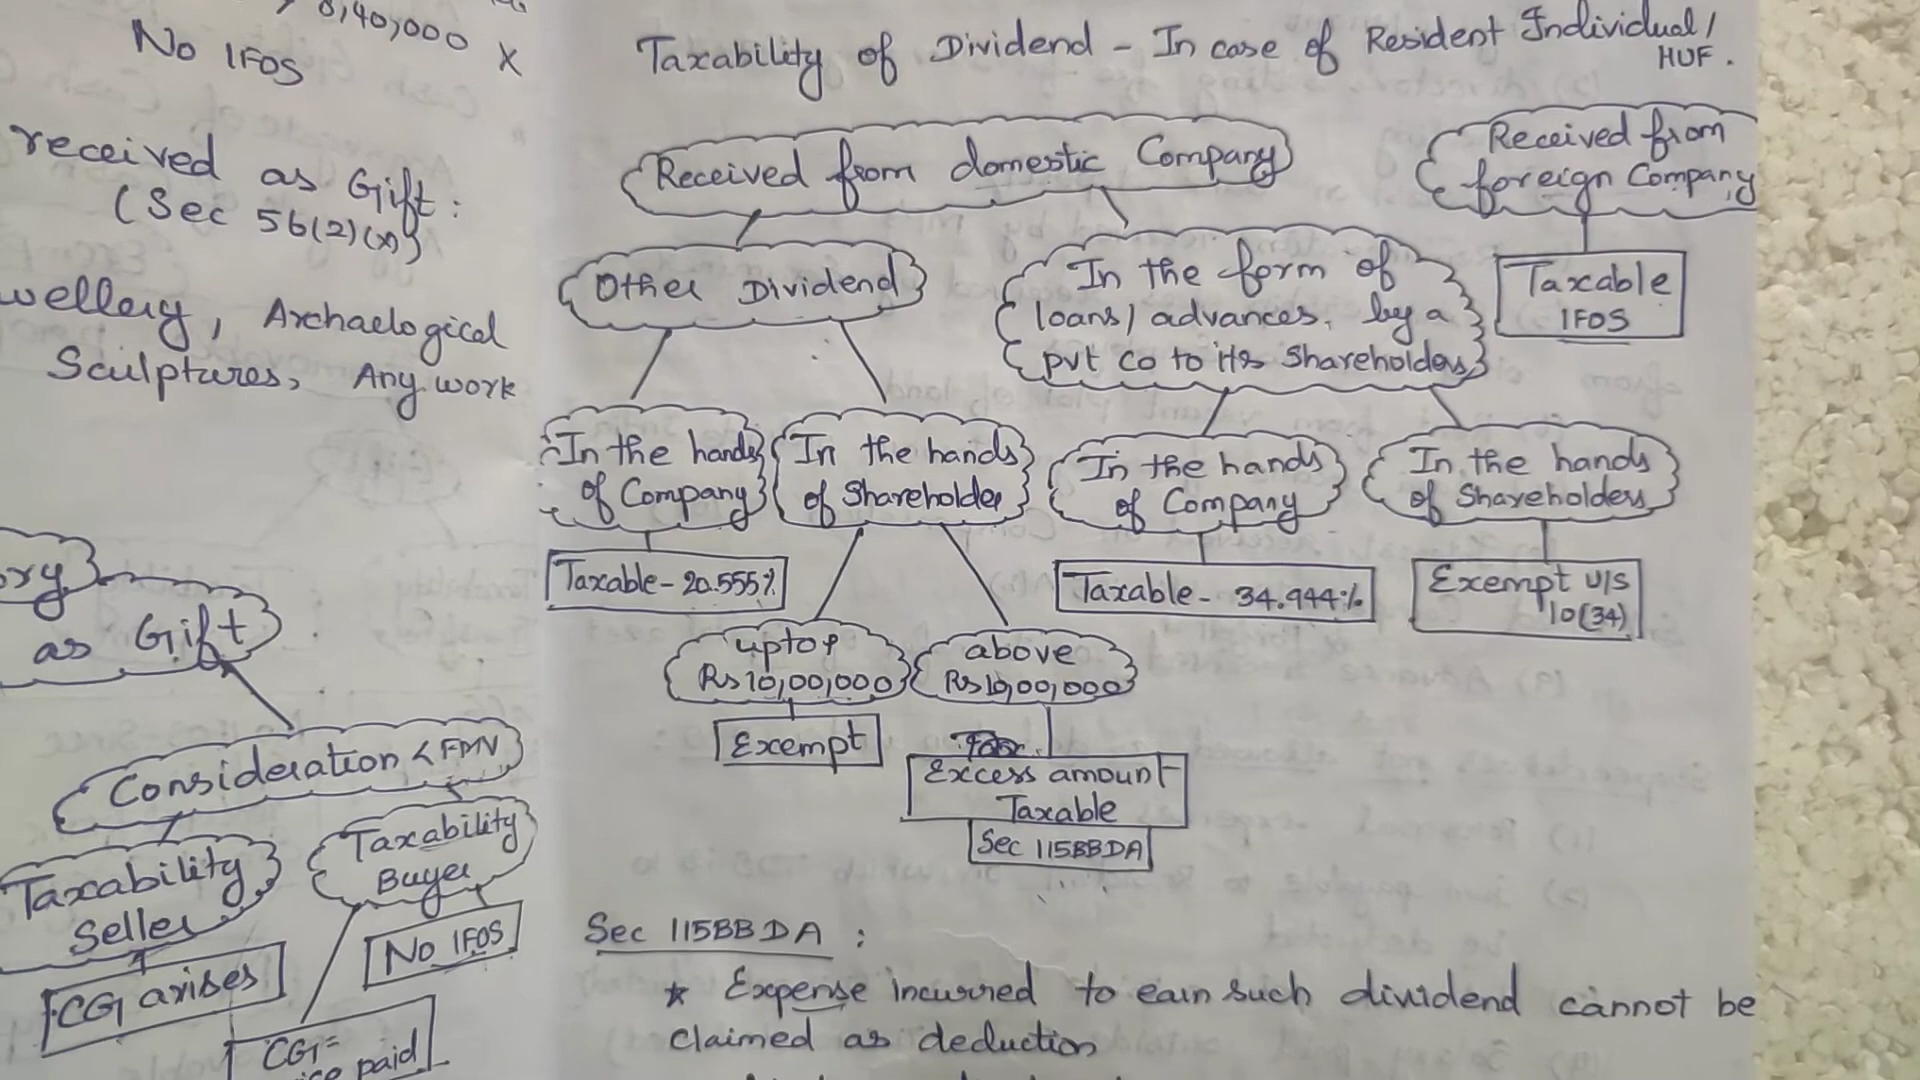 8,40,000 X
No IFOS
received as Gift:
(Sec 56(2)(x))
wellery, Archaelogical
Sculptures, Any work
ory
as Gift
Consideration < FMV
Taxability
Seller
Taxability
Buyer
CG arises
No IFOS
CG =
paid
Taxability of Dividend - In case of Resident Individual /
HUF.
Received from domestic Company
Received from
foreign Company
Taxable
IFOS
Other Dividend
In the form of
loans / advances, by a
pvt co to its Shareholders
In the hands
of Company
In the hands
of Shareholder
In the hands
of Company
In the hands
of Shareholders
Taxable - 20.555%
Taxable - 34.944%
Exempt u/s
10(34)
upto
Rs 10,00,000
above
Rs 10,00,000
Exempt
Excess amount
Taxable
Sec 115BBDA
Sec 115BBDA :
* Expense incurred to earn such dividend cannot be
claimed as deduction